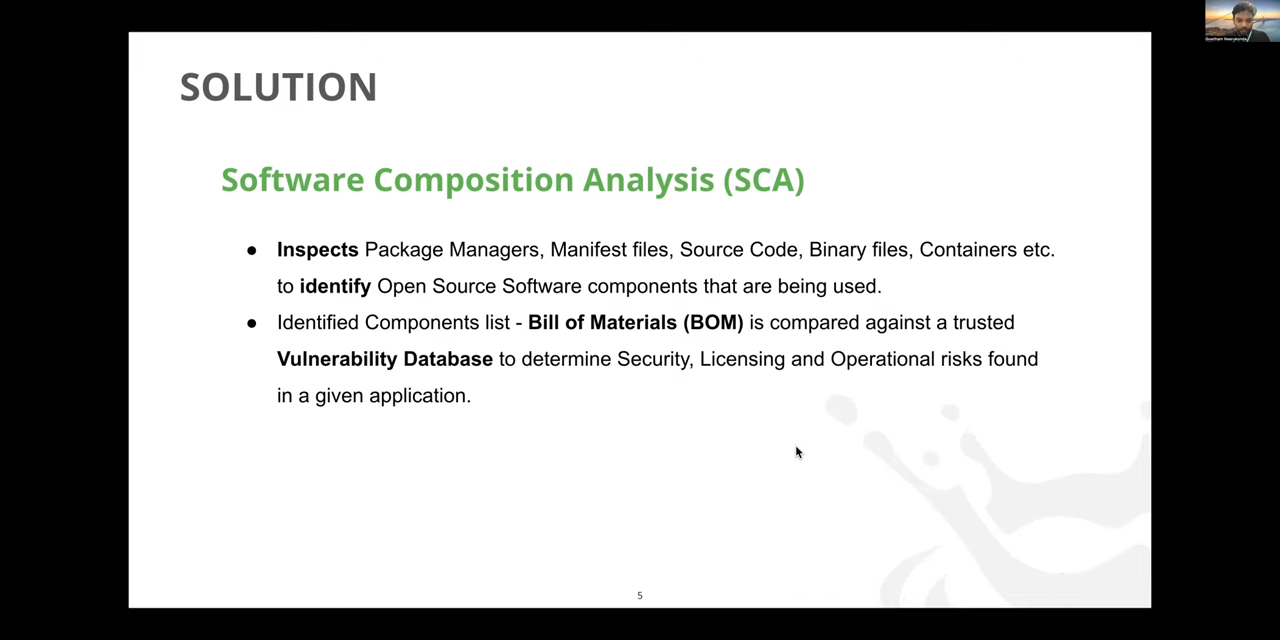 SOLUTION
Software Composition Analysis (SCA)
● Inspects Package Managers, Manifest files, Source Code, Binary files, Containers etc.
to identify Open Source Software components that are being used.
● Identified Components list - Bill of Materials (BOM) is compared against a trusted
Vulnerability Database to determine Security, Licensing and Operational risks found
in a given application.
5